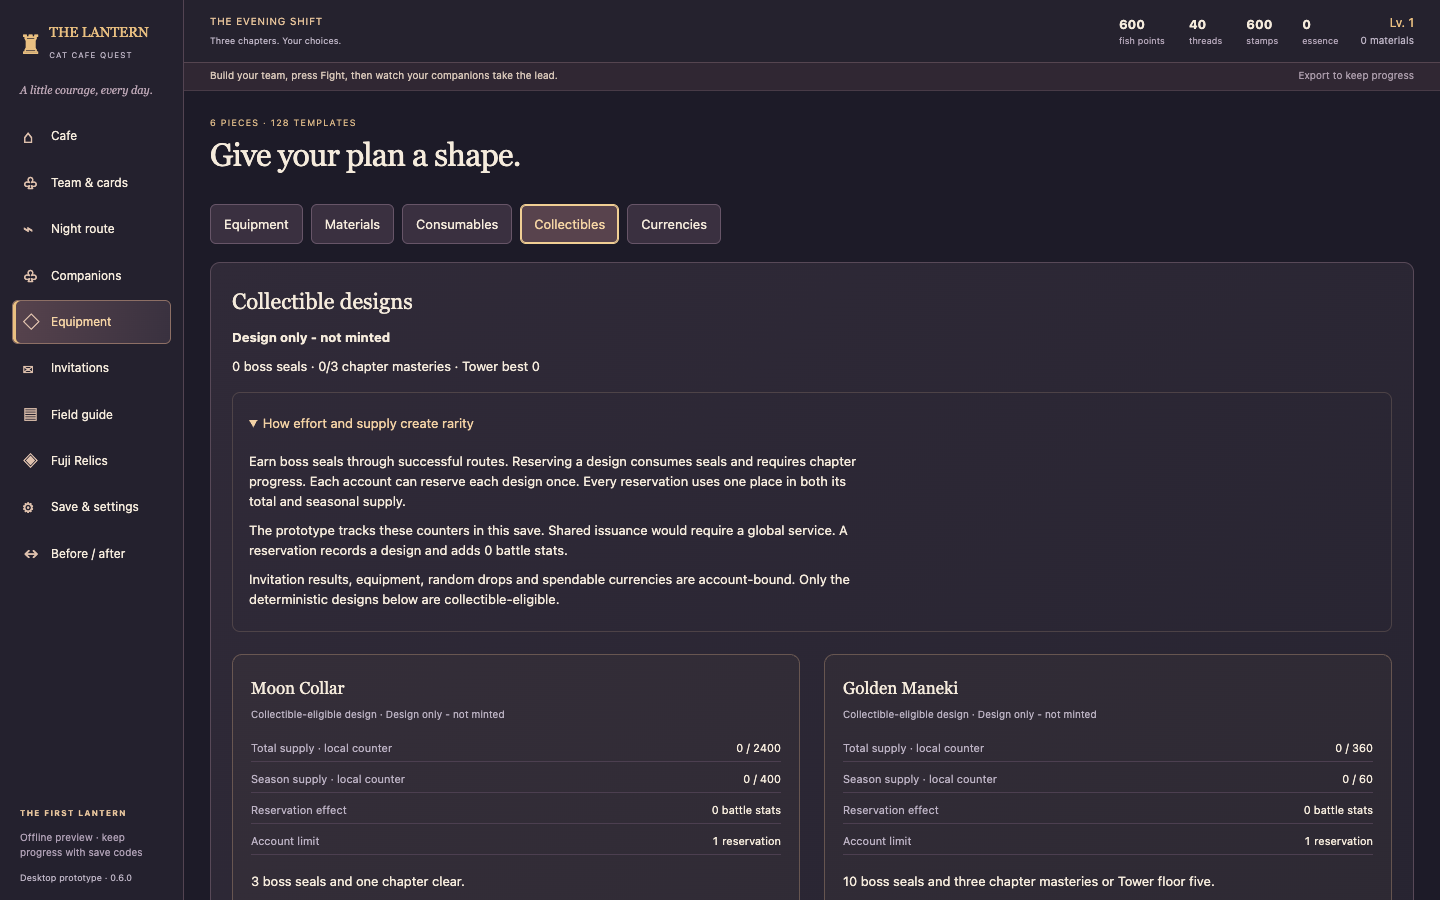 THE LANTERN
CAT CAFE QUEST
A little courage, every day.
Cafe
Team & cards
Night route
Companions
Equipment
Invitations
Field guide
Fuji Relics
Save & settings
Before / after
THE FIRST LANTERN
Offline preview · keep
progress with save codes
Desktop prototype · 0.6.0
THE EVENING SHIFT
Three chapters. Your choices.
600
fish points
40
threads
600
stamps
0
essence
Lv. 1
0 materials
Build your team, press Fight, then watch your companions take the lead.
Export to keep progress
6 PIECES · 128 TEMPLATES
Give your plan a shape.
Equipment
Materials
Consumables
Collectibles
Currencies
Collectible designs
Design only - not minted
0 boss seals · 0/3 chapter masteries · Tower best 0
▼ How effort and supply create rarity
Earn boss seals through successful routes. Reserving a design consumes seals and requires chapter
progress. Each account can reserve each design once. Every reservation uses one place in both its
total and seasonal supply.
The prototype tracks these counters in this save. Shared issuance would require a global service. A
reservation records a design and adds 0 battle stats.
Invitation results, equipment, random drops and spendable currencies are account-bound. Only the
deterministic designs below are collectible-eligible.
Moon Collar
Collectible-eligible design · Design only - not minted
Total supply · local counter 0 / 2400
Season supply · local counter 0 / 400
Reservation effect 0 battle stats
Account limit 1 reservation
3 boss seals and one chapter clear.
Golden Maneki
Collectible-eligible design · Design only - not minted
Total supply · local counter 0 / 360
Season supply · local counter 0 / 60
Reservation effect 0 battle stats
Account limit 1 reservation
10 boss seals and three chapter masteries or Tower floor five.